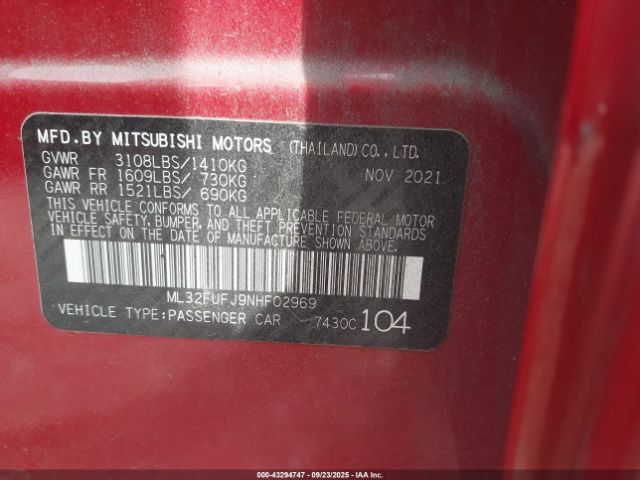 MFD.BY MITSUBISHI MOTORS (THAILAND)CO.,LTD.
GVWR 3108LBS/1410KG NOV 2021
GAWR FR 1609LBS/ 730KG
GAWR RR 1521LBS/ 690KG
THIS VEHICLE CONFORMS TO ALL APPLICABLE FEDERAL MOTOR
VEHICLE SAFETY, BUMPER, AND THEFT PREVENTION STANDARDS
IN EFFECT ON THE DATE OF MANUFACTURE SHOWN ABOVE.
ML32FUFJ9NHF02969
VEHICLE TYPE:PASSENGER CAR 7430C 104
000-43294747 - 09/23/2025 - IAA